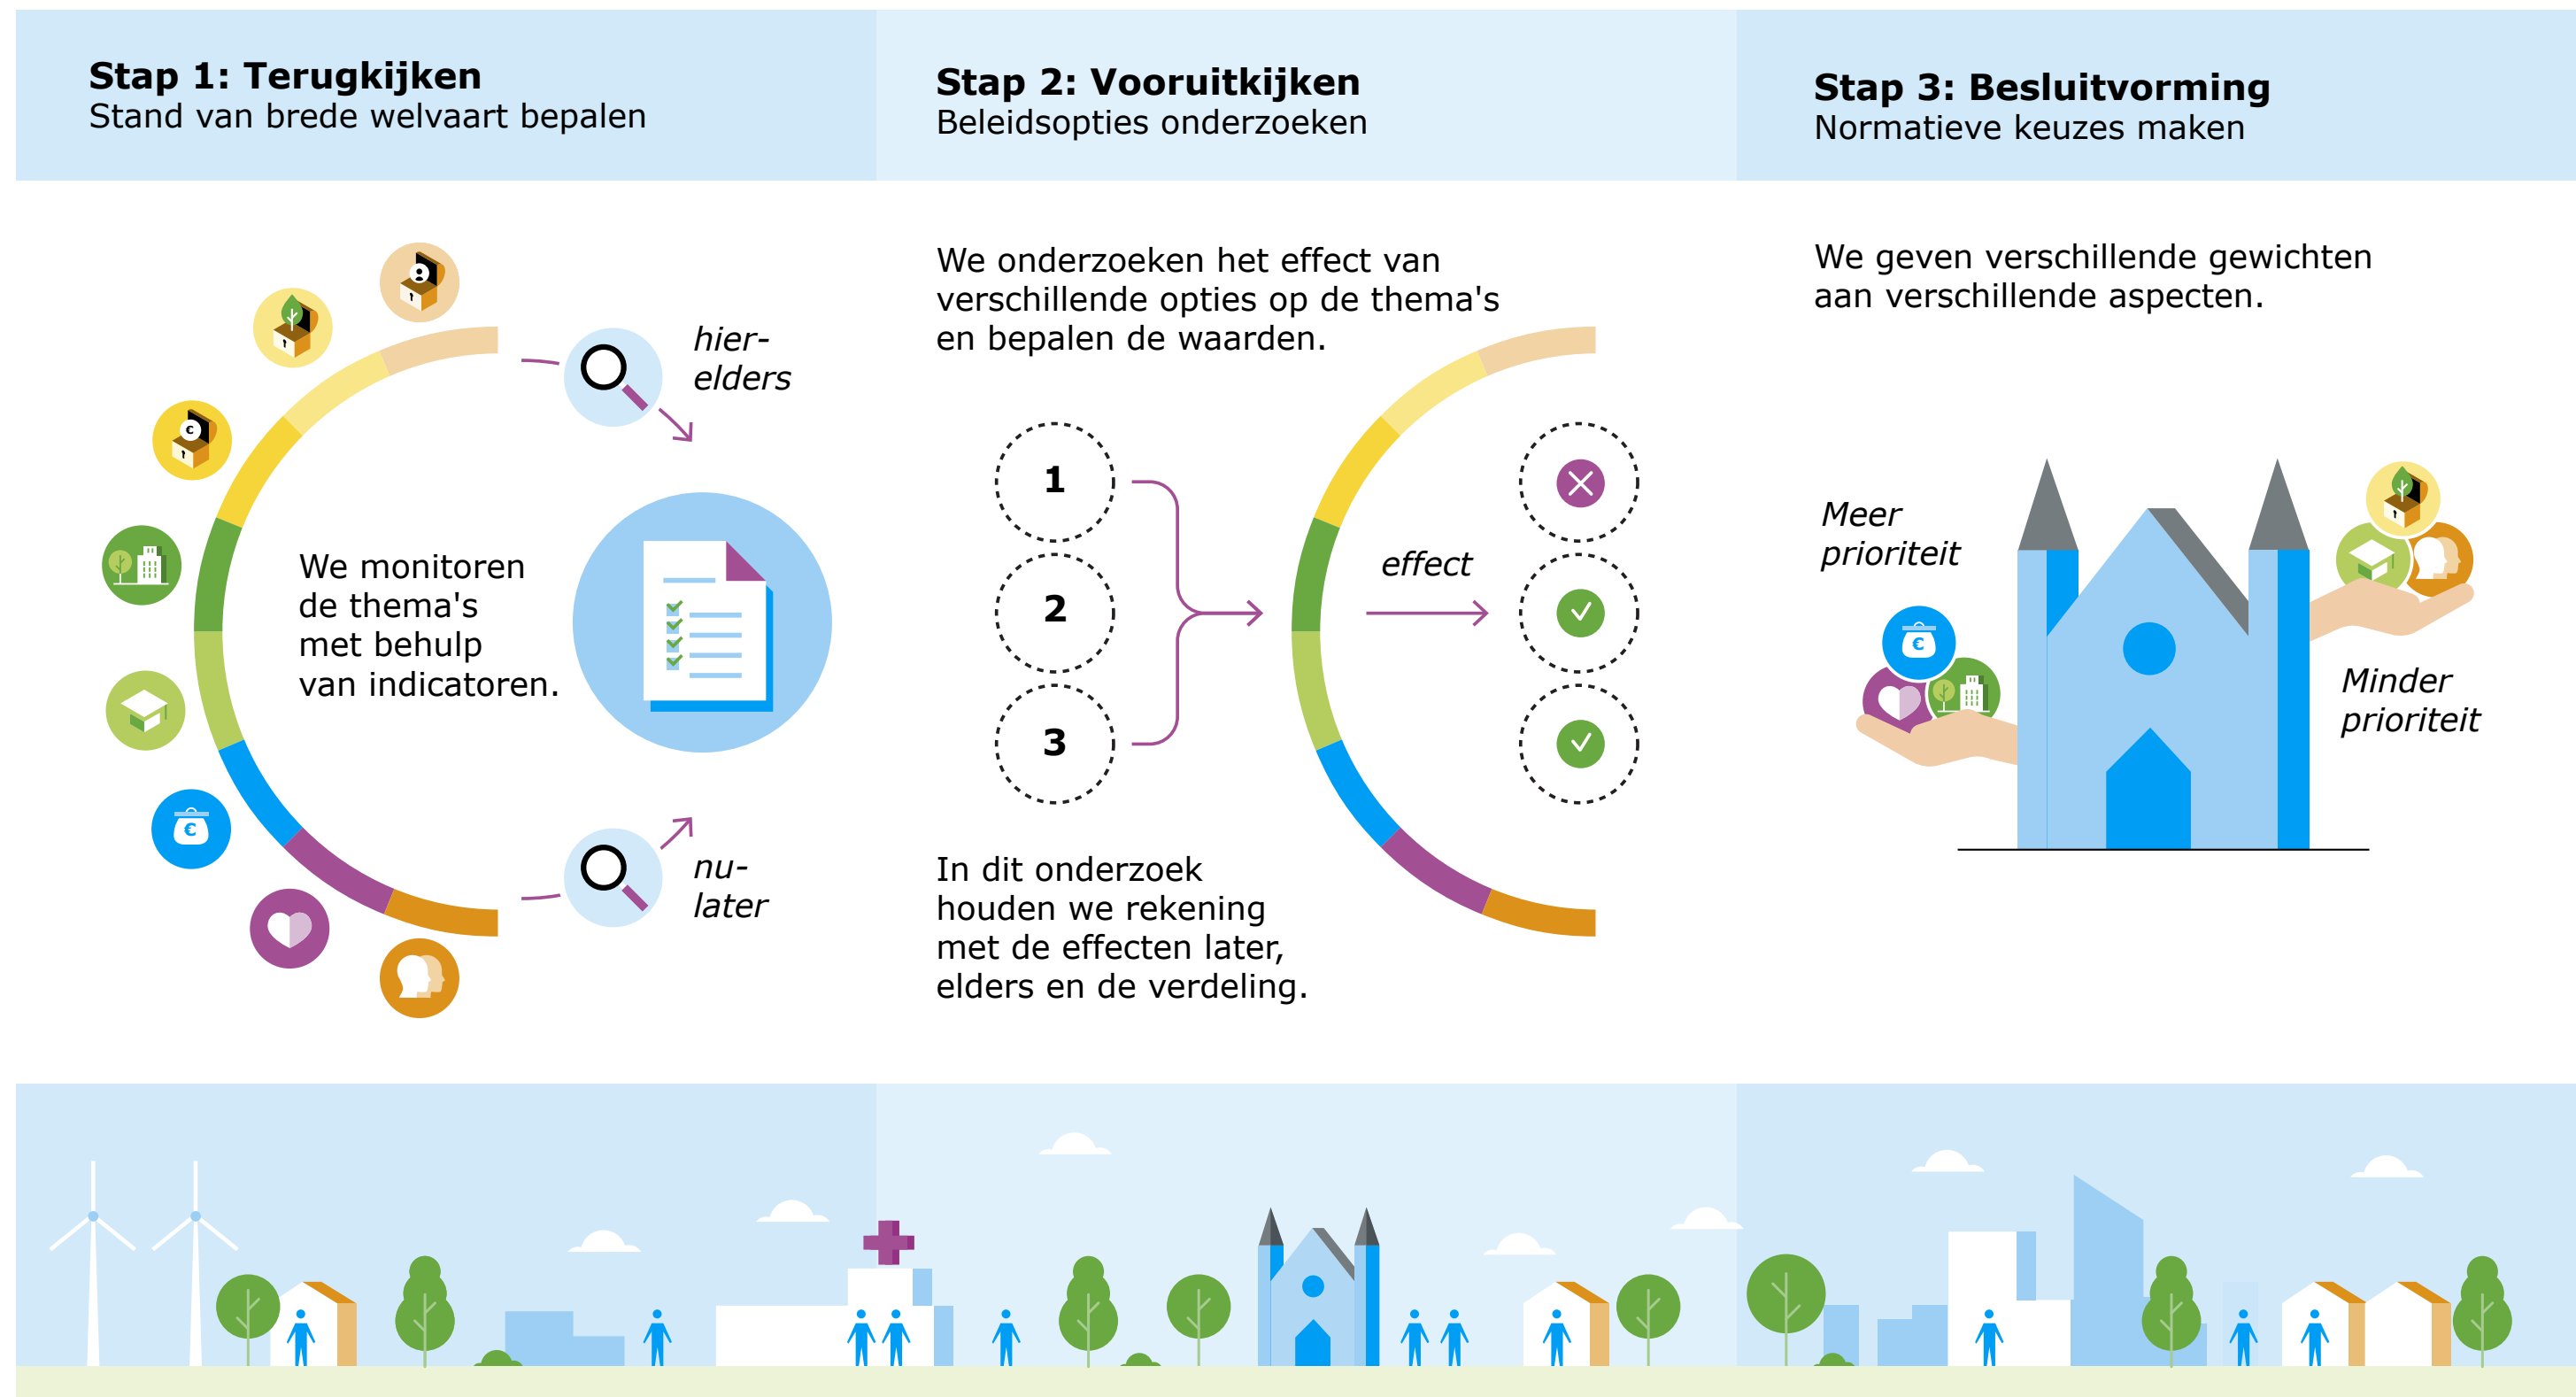 Stap 1: Terugkijken
Stand van brede welvaart bepalen
hier-
elders
€
We monitoren
de thema's
met behulp
van indicatoren.
€
nu-
later
Stap 2: Vooruitkijken
Beleidsopties onderzoeken
We onderzoeken het effect van
verschillende opties op de thema's
en bepalen de waarden.
1
2
3
effect
In dit onderzoek
houden we rekening
met de effecten later,
elders en de verdeling.
Stap 3: Besluitvorming
Normatieve keuzes maken
We geven verschillende gewichten
aan verschillende aspecten.
Meer
prioriteit
€
Minder
prioriteit